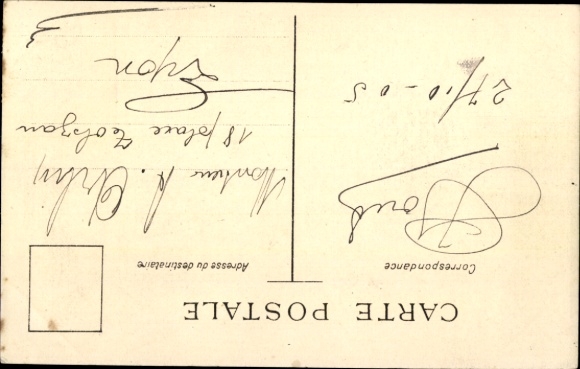 CARTE POSTALE
Correspondance
27/10-05
Adresse du destinataire
Monsieur A.
18 place Tolozan
Lyon